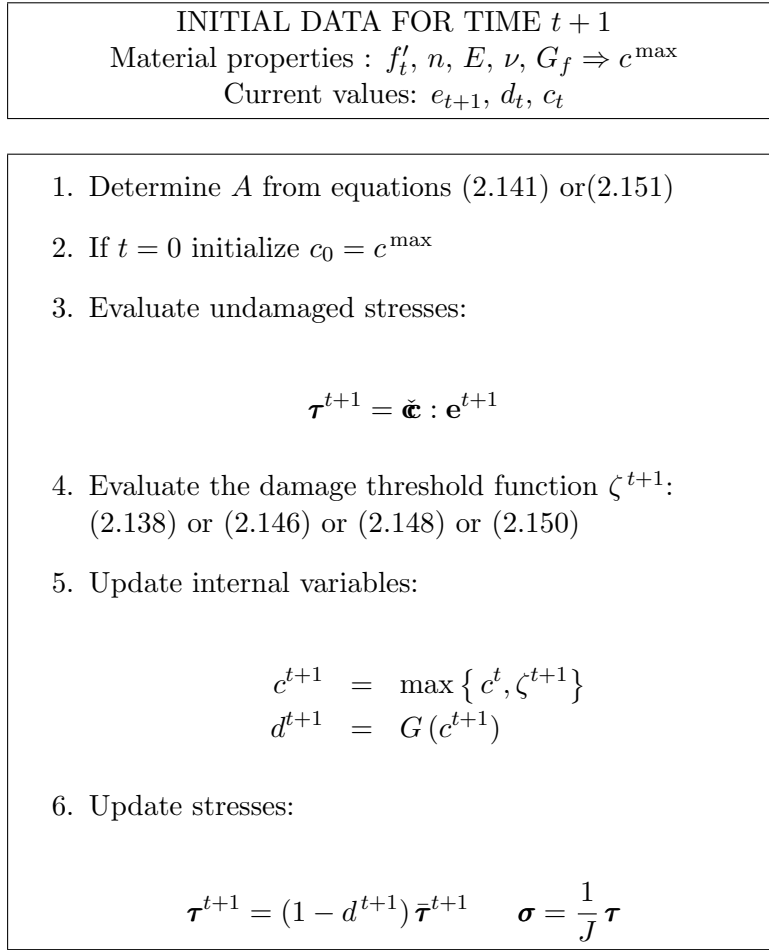 INITIAL DATA FOR TIME t + 1
Material properties : f′ₜ, n, E, ν, G_f ⇒ c^max
Current values: e_{t+1}, d_t, c_t
1. Determine A from equations (2.141) or(2.151)
2. If t = 0 initialize c_0 = c^max
3. Evaluate undamaged stresses:
τ^{t+1} = č : e^{t+1}
4. Evaluate the damage threshold function ζ^{t+1}:
(2.138) or (2.146) or (2.148) or (2.150)
5. Update internal variables:
c^{t+1} = max { c^t, ζ^{t+1} }
d^{t+1} = G (c^{t+1})
6. Update stresses:
τ^{t+1} = (1 − d^{t+1}) τ̄^{t+1} σ = \frac{1}{J} τ